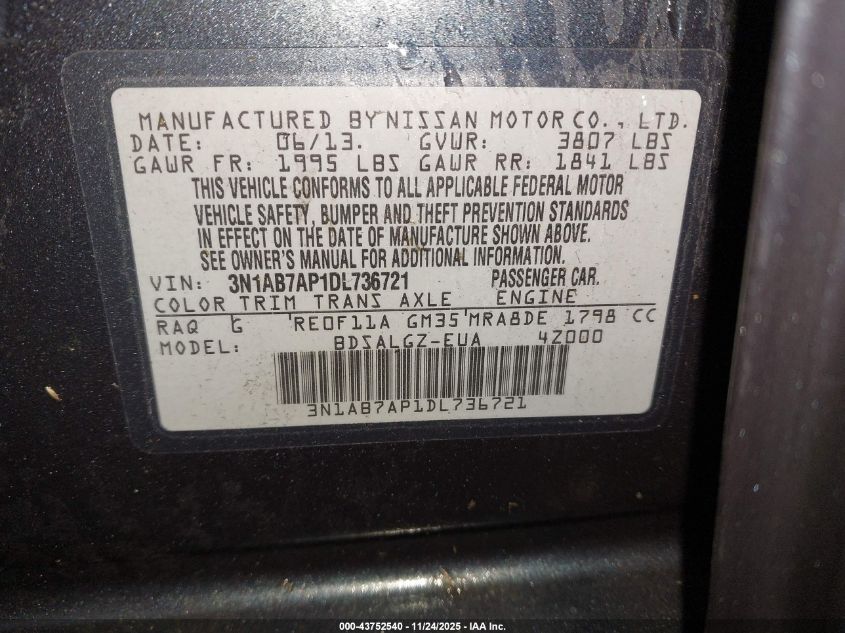 MANUFACTURED BY NISSAN MOTOR CO., LTD.
DATE: 06/13. GVWR: 3807 LBS
GAWR FR: 1995 LBS GAWR RR: 1841 LBS
THIS VEHICLE CONFORMS TO ALL APPLICABLE FEDERAL MOTOR
VEHICLE SAFETY, BUMPER AND THEFT PREVENTION STANDARDS
IN EFFECT ON THE DATE OF MANUFACTURE SHOWN ABOVE.
SEE OWNER'S MANUAL FOR ADDITIONAL INFORMATION.
VIN: 3N1AB7AP1DL736721 PASSENGER CAR.
COLOR TRIM TRANS AXLE ENGINE
RAQ G RE0F11A GM35 MRA8DE 1798 CC
MODEL: BDSALGZ-EUA 4Z000
3N1AB7AP1DL736721
000-43752540 - 11/24/2025 - IAA Inc.